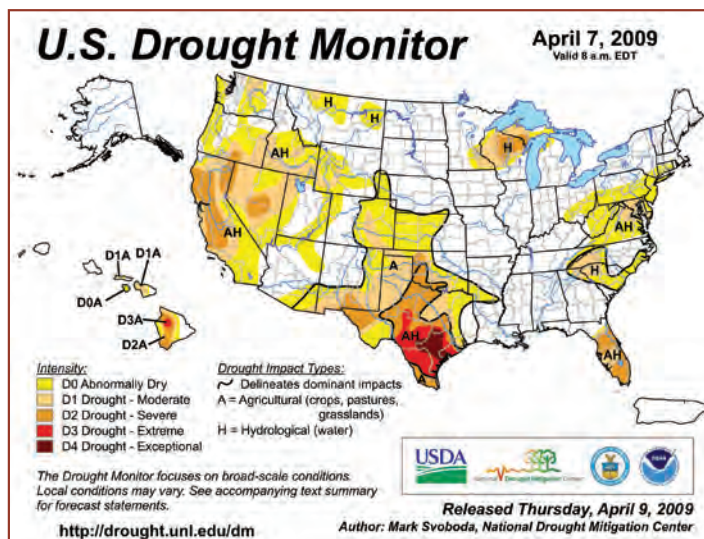 U.S. Drought Monitor
April 7, 2009
Valid 8 a.m. EDT
H
H
AH
H
AH
AH
A
H
AH
AH
A
D1A
D1A
D0A
D3A
D2A
Intensity:
D0 Abnormally Dry
D1 Drought - Moderate
D2 Drought - Severe
D3 Drought - Extreme
D4 Drought - Exceptional
Drought Impact Types:
Delineates dominant impacts
A = Agricultural (crops, pastures,
grasslands)
H = Hydrological (water)
The Drought Monitor focuses on broad-scale conditions.
Local conditions may vary. See accompanying text summary
for forecast statements.
http://drought.unl.edu/dm
USDA
National Drought Mitigation Center
Released Thursday, April 9, 2009
Author: Mark Svoboda, National Drought Mitigation Center